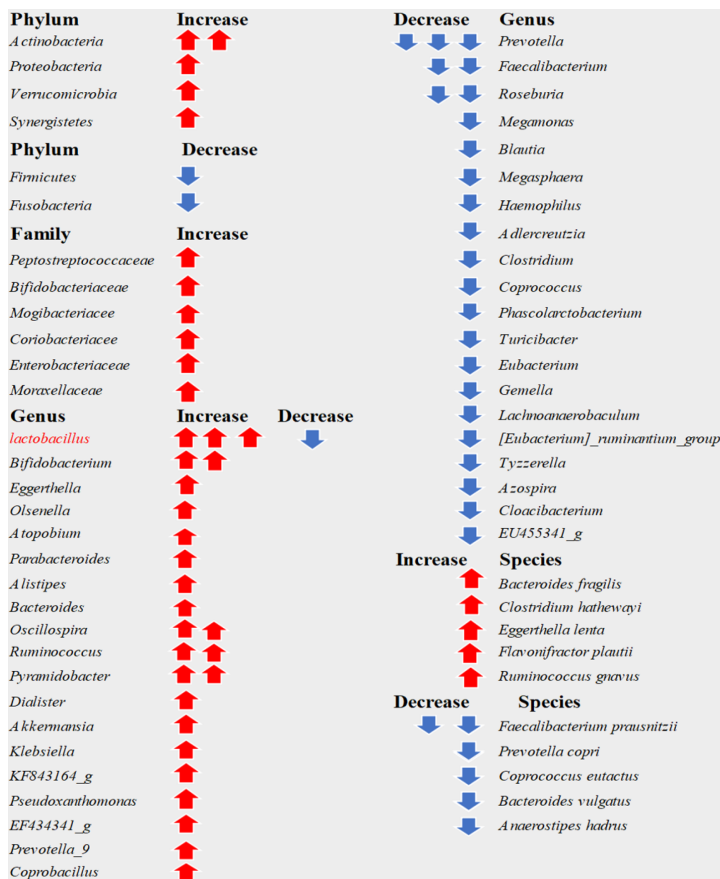 Phylum Increase
Actinobacteria
Proteobacteria
Verrucomicrobia
Synergistetes
Phylum Decrease
Firmicutes
Fusobacteria
Family Increase
Peptostreptococcaceae
Bifidobacteriaceae
Mogibacteriacee
Coriobacteriacee
Enterobacteriaceae
Moraxellaceae
Genus Increase Decrease
lactobacillus
Bifidobacterium
Eggerthella
Olsenella
Atopobium
Parabacteroides
Alistipes
Bacteroides
Oscillospira
Ruminococcus
Pyramidobacter
Dialister
Akkermansia
Klebsiella
KF843164_g
Pseudoxanthomonas
EF434341_g
Prevotella_9
Coprobacillus
Decrease Genus
Prevotella
Faecalibacterium
Roseburia
Megamonas
Blautia
Megasphaera
Haemophilus
Adlercreutzia
Clostridium
Coprococcus
Phascolarctobacterium
Turicibacter
Eubacterium
Gemella
Lachnoanaerobaculum
[Eubacterium]_ruminantium_group
Tyzzerella
Azospira
Cloacibacterium
EU455341_g
Increase Species
Bacteroides fragilis
Clostridium hathewayi
Eggerthella lenta
Flavonifractor plautii
Ruminococcus gnavus
Decrease Species
Faecalibacterium prausnitzii
Prevotella copri
Coprococcus eutactus
Bacteroides vulgatus
Anaerostipes hadrus